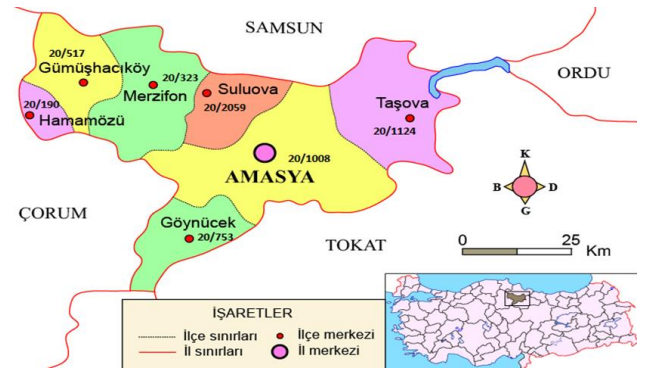 SAMSUN
20/517
Gümüşhacıköy
20/323
Merzifon
Suluova
20/2059
ORDU
20/190
Hamamözü
Taşova
20/1124
20/1008
AMASYA
K
B D
G
ÇORUM
Göynücek
20/753
TOKAT
0 25
Km
İŞARETLER
İlçe sınırları
İlçe merkezi
İl sınırları
İl merkezi